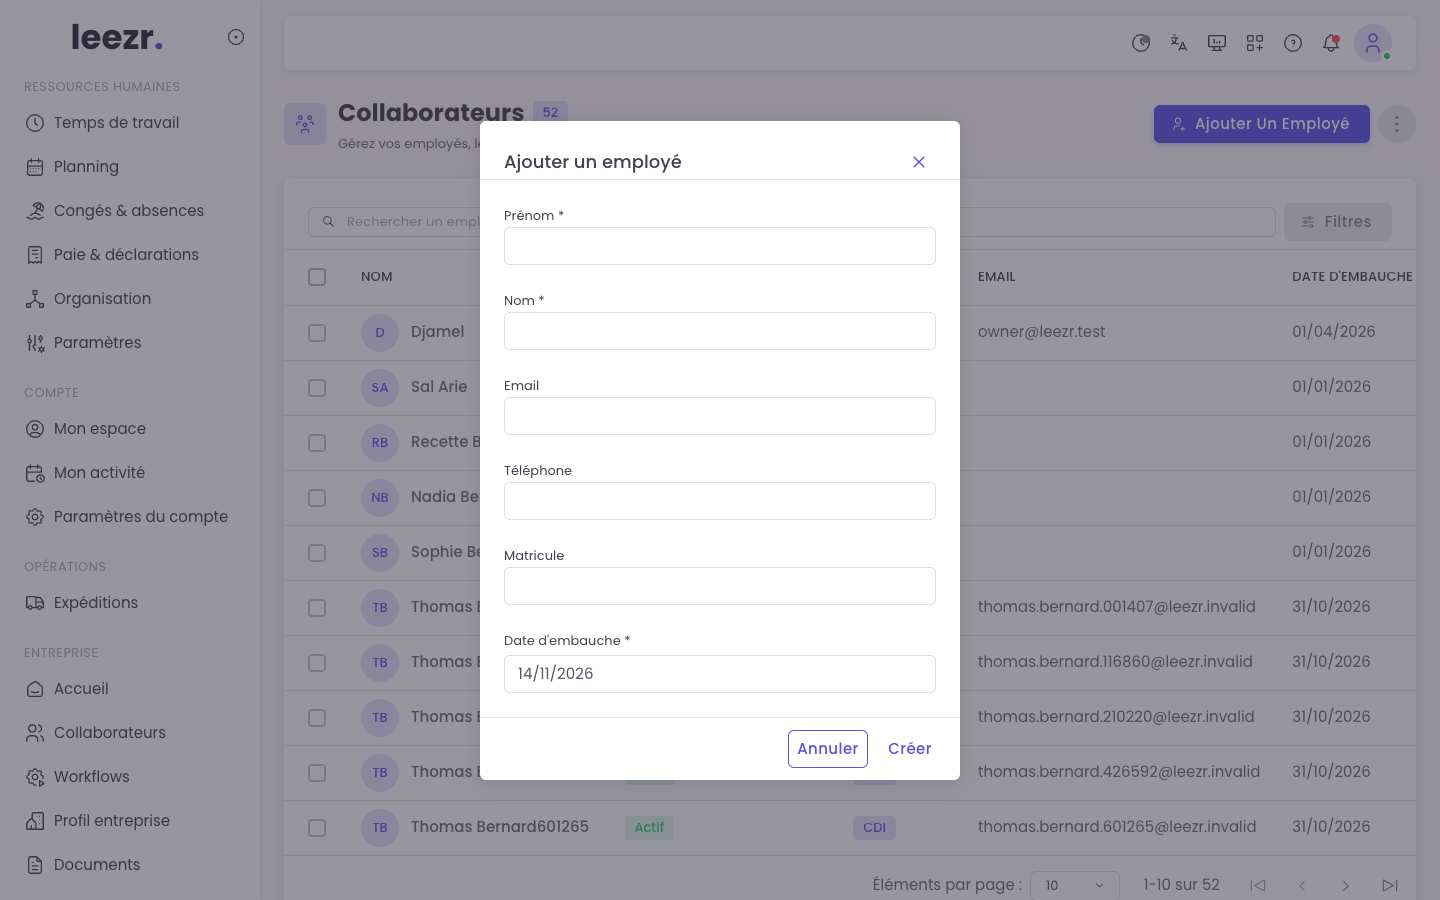 leezr.
RESSOURCES HUMAINES
Temps de travail
Planning
Congés & absences
Paie & déclarations
Organisation
Paramètres
COMPTE
Mon espace
Mon activité
Paramètres du compte
OPÉRATIONS
Expéditions
ENTREPRISE
Accueil
Collaborateurs
Workflows
Profil entreprise
Documents
Collaborateurs 52
Gérez vos employés,
Ajouter Un Employé
Rechercher un
Filtres
NOM EMAIL DATE D'EMBAUCHE
D Djamel owner@leezr.test 01/04/2026
SA Sal Arie 01/01/2026
RB Recette 01/01/2026
NB Nadia 01/01/2026
SB Sophie 01/01/2026
TB Thomas thomas.bernard.001407@leezr.invalid 31/10/2026
TB Thomas thomas.bernard.116860@leezr.invalid 31/10/2026
TB Thomas thomas.bernard.210220@leezr.invalid 31/10/2026
TB Thomas thomas.bernard.426592@leezr.invalid 31/10/2026
TB Thomas Bernard601265 Actif CDI thomas.bernard.601265@leezr.invalid 31/10/2026
Éléments par page : 10 1-10 sur 52
Ajouter un employé
Prénom *
Nom *
Email
Téléphone
Matricule
Date d'embauche *
14/11/2026
Annuler Créer